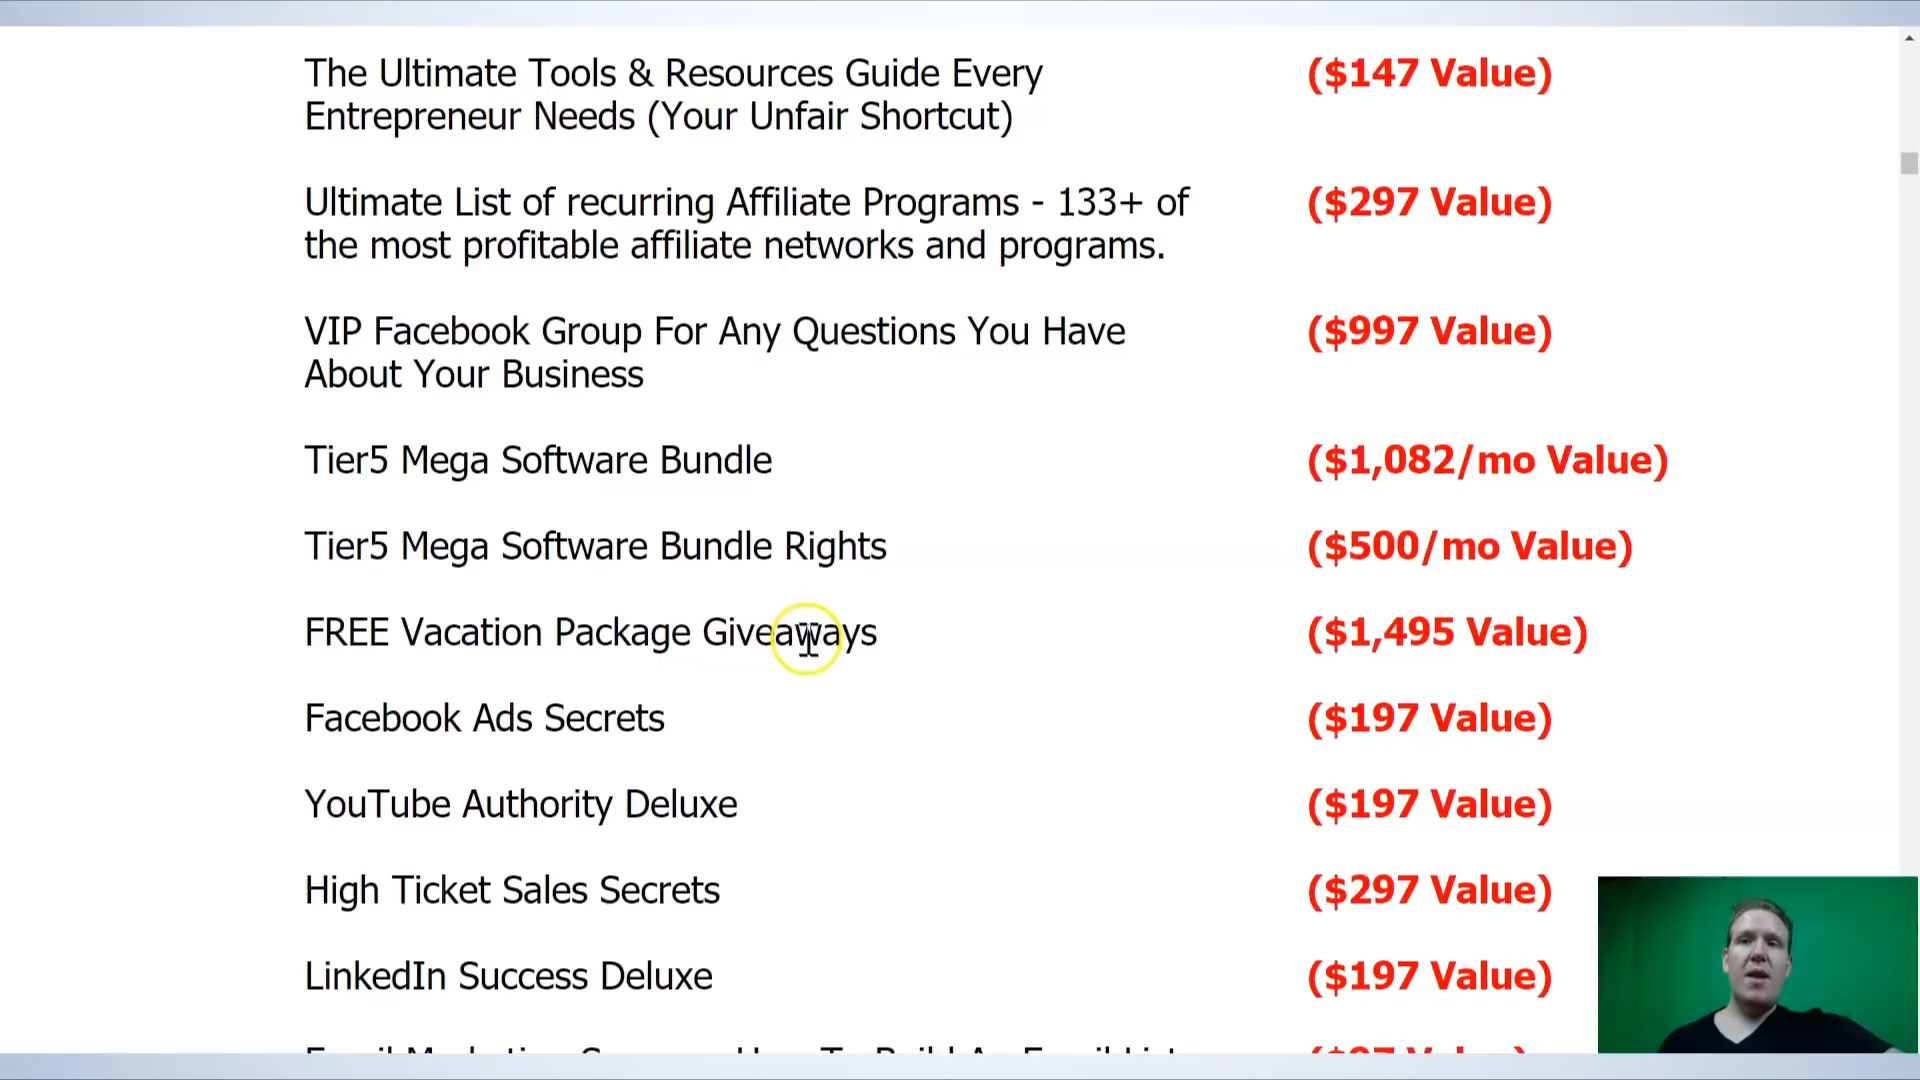 The Ultimate Tools & Resources Guide Every ($147 Value)
Entrepreneur Needs (Your Unfair Shortcut)
Ultimate List of recurring Affiliate Programs - 133+ of ($297 Value)
the most profitable affiliate networks and programs.
VIP Facebook Group For Any Questions You Have ($997 Value)
About Your Business
Tier5 Mega Software Bundle ($1,082/mo Value)
Tier5 Mega Software Bundle Rights ($500/mo Value)
FREE Vacation Package Giveaways ($1,495 Value)
Facebook Ads Secrets ($197 Value)
YouTube Authority Deluxe ($197 Value)
High Ticket Sales Secrets ($297 Value)
LinkedIn Success Deluxe ($197 Value)